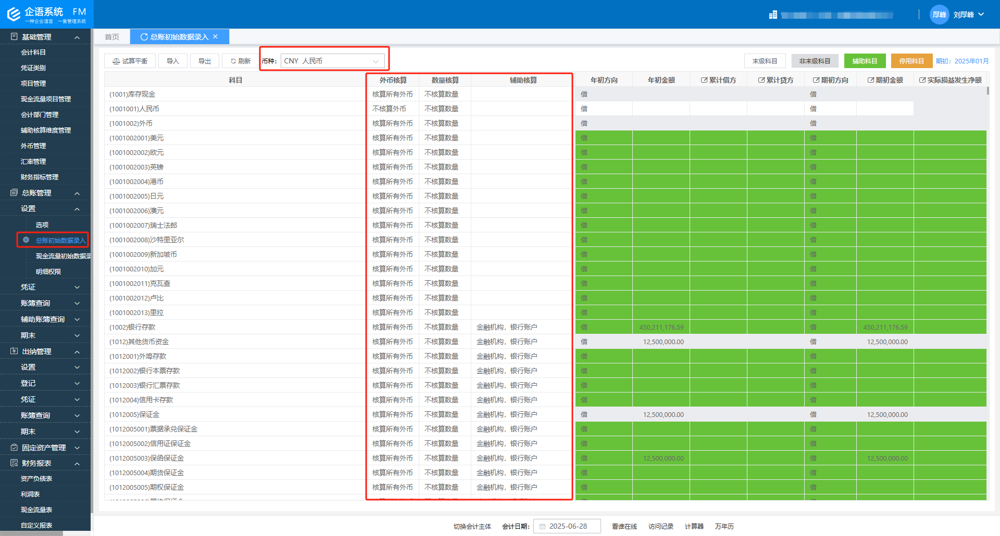 企语系统 FM
一种企业语言 一套管理系统
厚峰 刘厚峰
基础管理
会计科目
凭证类别
项目管理
现金流量项目管理
会计部门管理
辅助核算维度管理
外币管理
汇率管理
财务指标管理
总账管理
设置
选项
总账初始数据录入
现金流量初始数据录
明细权限
凭证
账簿查询
辅助账簿查询
期末
出纳管理
设置
登记
凭证
账簿查询
期末
固定资产管理
财务报表
资产负债表
利润表
现金流量表
自定义报表
首页 总账初始数据录入 ×
试算平衡 导入 导出 刷新 币种: CNY 人民币 末级科目 非末级科目 辅助科目 停用科目 期初: 2025年01月
科目 外币核算 数量核算 辅助核算 年初方向 年初金额 累计借方 累计贷方 期初方向 期初金额 实际损益发生净额
(1001)库存现金 核算所有外币 不核算数量 借 借
(1001001)人民币 不核算外币 不核算数量 借 借
(1001002)外币 核算所有外币 不核算数量 借 借
(1001002001)美元 核算所有外币 不核算数量 借 借
(1001002002)欧元 核算所有外币 不核算数量 借 借
(1001002003)英镑 核算所有外币 不核算数量 借 借
(1001002004)港币 核算所有外币 不核算数量 借 借
(1001002005)日元 核算所有外币 不核算数量 借 借
(1001002006)澳元 核算所有外币 不核算数量 借 借
(1001002007)瑞士法郎 核算所有外币 不核算数量 借 借
(1001002008)沙特里亚尔 核算所有外币 不核算数量 借 借
(1001002009)新加坡币 核算所有外币 不核算数量 借 借
(1001002010)加元 核算所有外币 不核算数量 借 借
(1001002011)克瓦查 核算所有外币 不核算数量 借 借
(1001002012)卢比 核算所有外币 不核算数量 借 借
(1001002013)里拉 核算所有外币 不核算数量 借 借
(1002)银行存款 核算所有外币 不核算数量 金融机构，银行账户 借 450,211,176.59 借 450,211,176.59
(1012)其他货币资金 核算所有外币 不核算数量 金融机构，银行账户 借 12,500,000.00 借 12,500,000.00
(1012001)外埠存款 核算所有外币 不核算数量 金融机构，银行账户 借 借
(1012002)银行本票存款 核算所有外币 不核算数量 金融机构，银行账户 借 借
(1012003)银行汇票存款 核算所有外币 不核算数量 金融机构，银行账户 借 借
(1012004)信用卡存款 核算所有外币 不核算数量 金融机构，银行账户 借 借
(1012005)保证金 核算所有外币 不核算数量 金融机构，银行账户 借 12,500,000.00 借 12,500,000.00
(1012005001)票据承兑保证金 核算所有外币 不核算数量 金融机构，银行账户 借 借
(1012005002)信用证保证金 核算所有外币 不核算数量 金融机构，银行账户 借 借
(1012005003)保函保证金 核算所有外币 不核算数量 金融机构，银行账户 借 12,500,000.00 借 12,500,000.00
(1012005004)期货保证金 核算所有外币 不核算数量 金融机构，银行账户 借 借
(1012005005)期权保证金 核算所有外币 不核算数量 金融机构，银行账户 借 借
切换会计主体 会计日期: 2025-06-28 看谁在线 访问记录 计算器 万年历